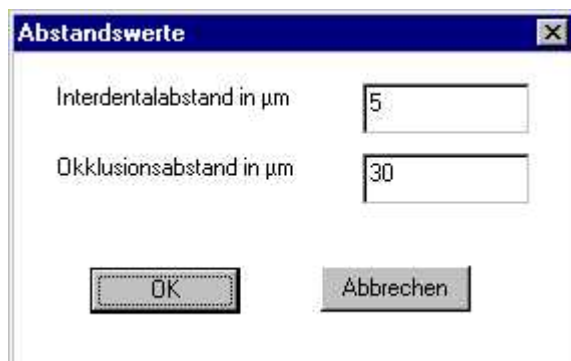 Abstandswerte
Interdentalabstand in µm 5
Okklusionsabstand in µm 30
OK Abbrechen